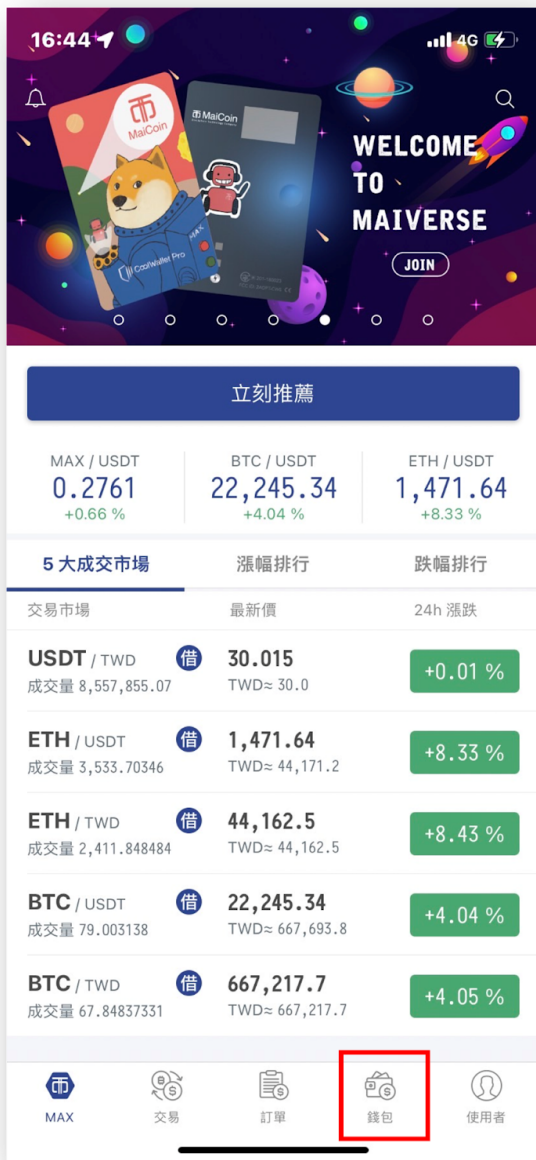 16:44
4G
MaiCoin
MaiCoin
CoolWallet Pro
MAX
WELCOME
TO
MAIVERSE
JOIN
立刻推薦
MAX / USDT
0.2761
+0.66 %
BTC / USDT
22,245.34
+4.04 %
ETH / USDT
1,471.64
+8.33 %
5 大成交市場 漲幅排行 跌幅排行
交易市場 最新價 24h 漲跌
USDT / TWD 借 30.015
成交量 8,557,855.07 TWD≈ 30.0
+0.01 %
ETH / USDT 借 1,471.64
成交量 3,533.70346 TWD≈ 44,171.2
+8.33 %
ETH / TWD 借 44,162.5
成交量 2,411.848484 TWD≈ 44,162.5
+8.43 %
BTC / USDT 借 22,245.34
成交量 79.003138 TWD≈ 667,693.8
+4.04 %
BTC / TWD 借 667,217.7
成交量 67.84837331 TWD≈ 667,217.7
+4.05 %
MAX 交易 訂單 錢包 使用者